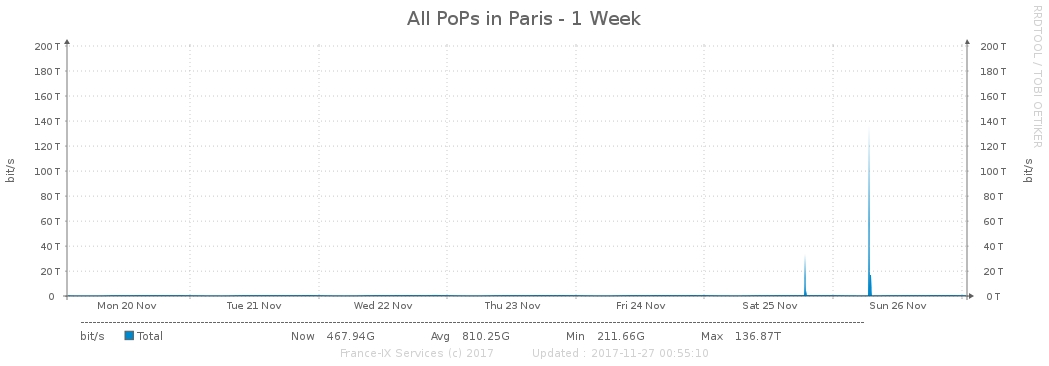 All PoPs in Paris - 1 Week
RRDTOOL / TOBI OETIKER
bit/s
200 T
180 T
160 T
140 T
120 T
100 T
80 T
60 T
40 T
20 T
0
200 T
180 T
160 T
140 T
120 T
100 T
80 T
60 T
40 T
20 T
0 T
bit/s
Mon 20 Nov Tue 21 Nov Wed 22 Nov Thu 23 Nov Fri 24 Nov Sat 25 Nov Sun 26 Nov
bit/s Total Now 467.94G Avg 810.25G Min 211.66G Max 136.87T
France-IX Services (c) 2017 Updated : 2017-11-27 00:55:10